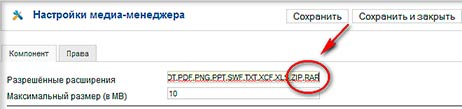 Настройки медиа-менеджера
Сохранить
Сохранить и закрыть
Компонент
Права
Разрешённые расширения
DT,PDF,PNG,PPT,SWF,TXT,XCF,XLS,ZIP,RAR
Максимальный размер (в MB)
10